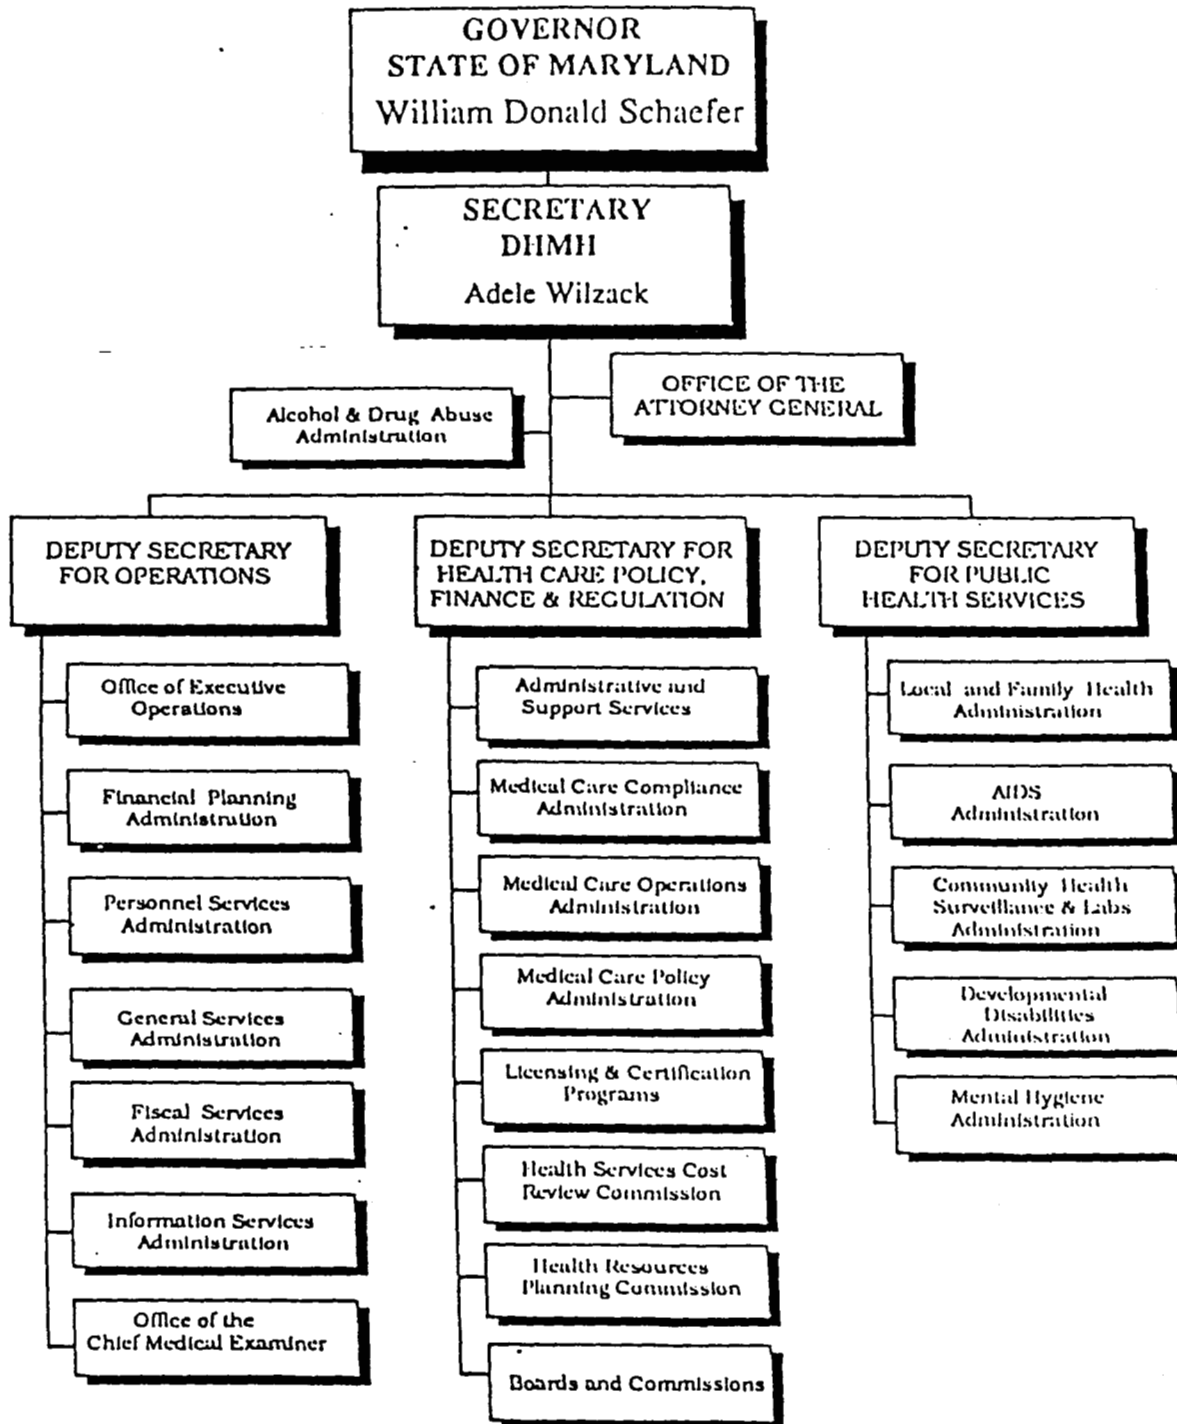 GOVERNOR
STATE OF MARYLAND
William Donald Schaefer
SECRETARY
DHMH
Adele Wilzack
OFFICE OF THE
ATTORNEY GENERAL
Alcohol & Drug Abuse
Administration
DEPUTY SECRETARY
FOR OPERATIONS
Office of Executive
Operations
Financial Planning
Administration
Personnel Services
Administration
General Services
Administration
Fiscal Services
Administration
Information Services
Administration
Office of the
Chief Medical Examiner
DEPUTY SECRETARY FOR
HEALTH CARE POLICY,
FINANCE & REGULATION
Administrative and
Support Services
Medical Care Compliance
Administration
Medical Care Operations
Administration
Medical Care Policy
Administration
Licensing & Certification
Programs
Health Services Cost
Review Commission
Health Resources
Planning Commission
Boards and Commissions
DEPUTY SECRETARY
FOR PUBLIC
HEALTH SERVICES
Local and Family Health
Administration
AIDS
Administration
Community Health
Surveillance & Labs
Administration
Developmental
Disabilities
Administration
Mental Hygiene
Administration